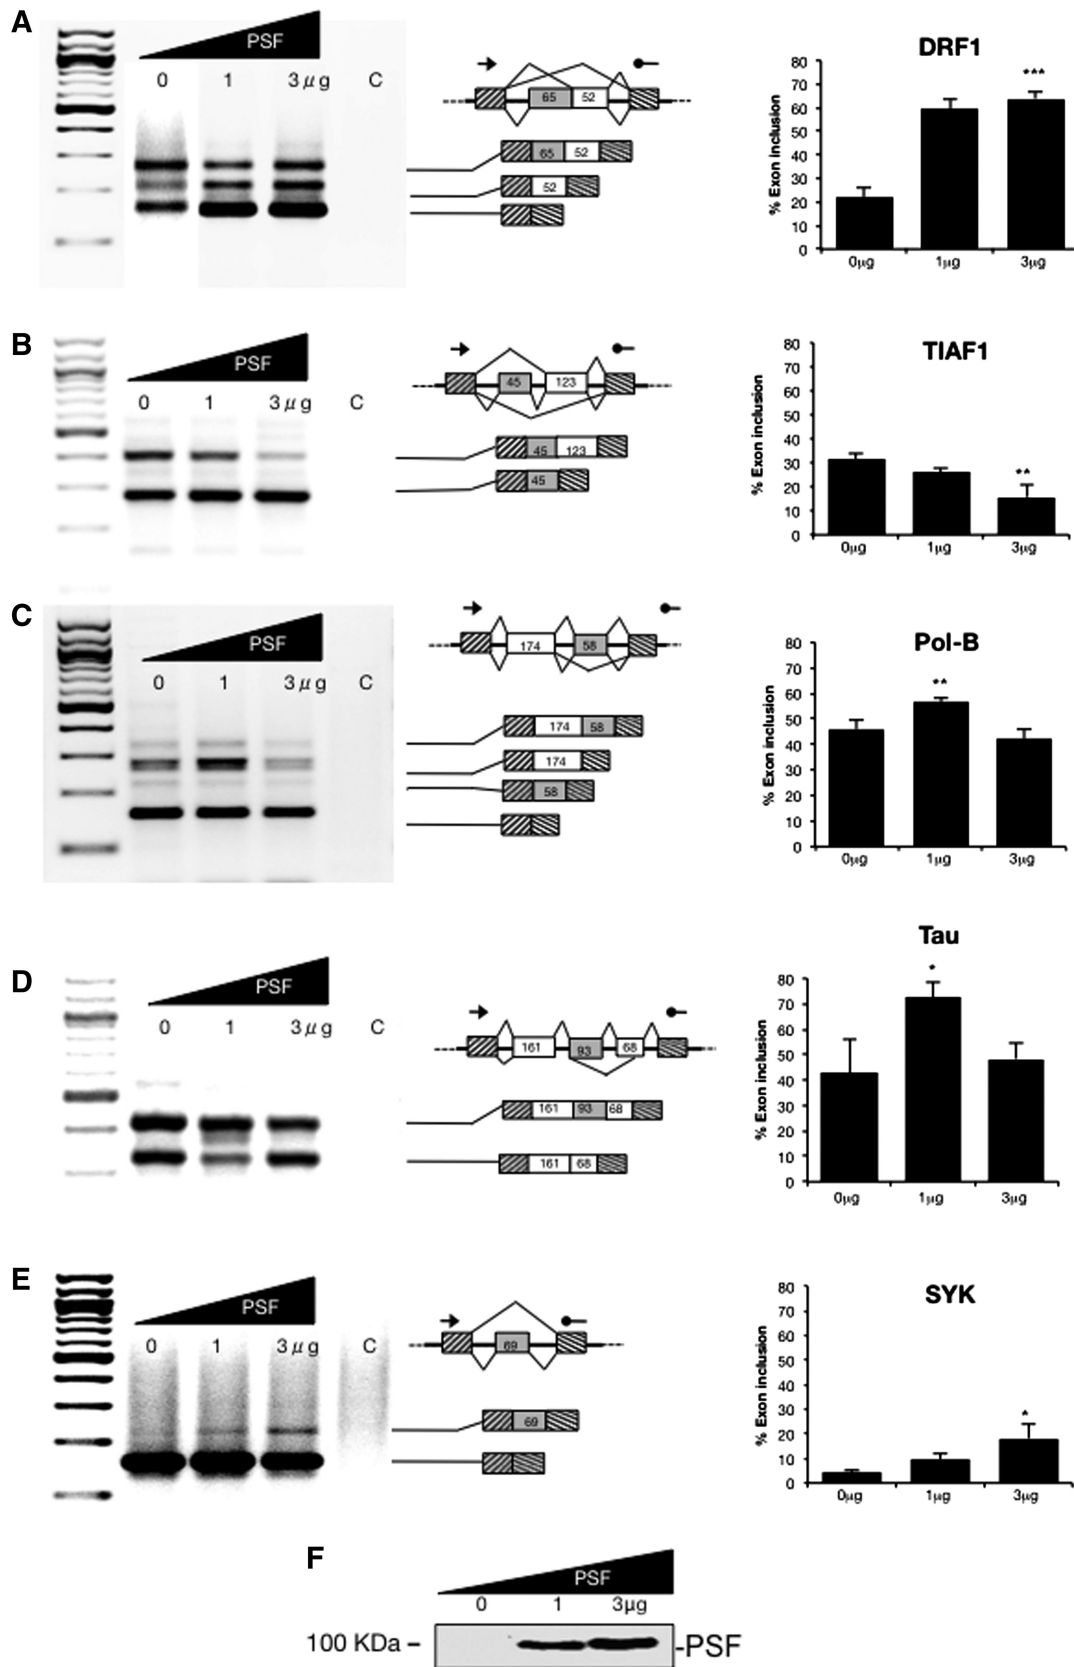 A
PSF
0 1 3 µg C
65 52
65 52
52
DRF1
% Exon inclusion
80
70
60
50
40
30
20
10
0
***
0µg 1µg 3µg
B
PSF
0 1 3 µg C
45 123
45 123
45
TIAF1
% Exon inclusion
80
70
60
50
40
30
20
10
0
**
0µg 1µg 3µg
C
PSF
0 1 3 µg C
174 58
174 58
174
58
Pol-B
% Exon inclusion
80
70
60
50
40
30
20
10
0
**
0µg 1µg 3µg
D
PSF
0 1 3 µg C
161 93 68
161 93 68
161 68
Tau
% Exon inclusion
80
70
60
50
40
30
20
10
0
*
0µg 1µg 3µg
E
PSF
0 1 3 µg C
69
69
SYK
% Exon inclusion
80
70
60
50
40
30
20
10
0
*
0µg 1µg 3µg
F
PSF
0 1 3µg
100 KDa – -PSF